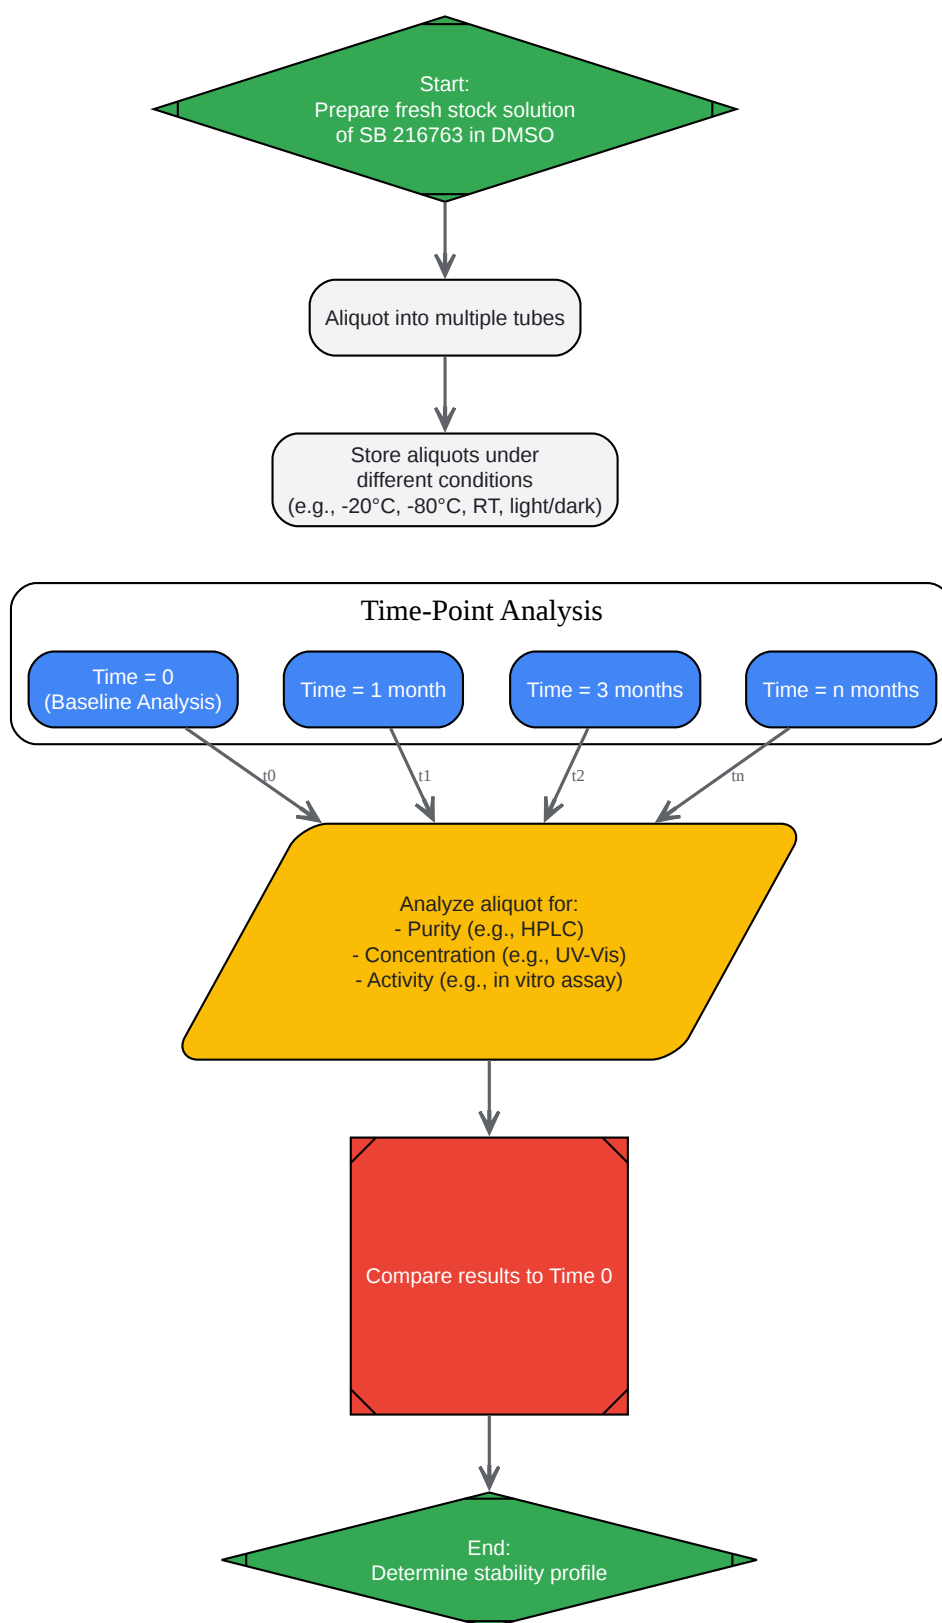 Start:
Prepare fresh stock solution
of SB 216763 in DMSO
Aliquot into multiple tubes
Store aliquots under
different conditions
(e.g., -20°C, -80°C, RT, light/dark)
Time-Point Analysis
Time = 0
(Baseline Analysis)
Time = 1 month
Time = 3 months
Time = n months
t0
t1
t2
tn
Analyze aliquot for:
- Purity (e.g., HPLC)
- Concentration (e.g., UV-Vis)
- Activity (e.g., in vitro assay)
Compare results to Time 0
End:
Determine stability profile